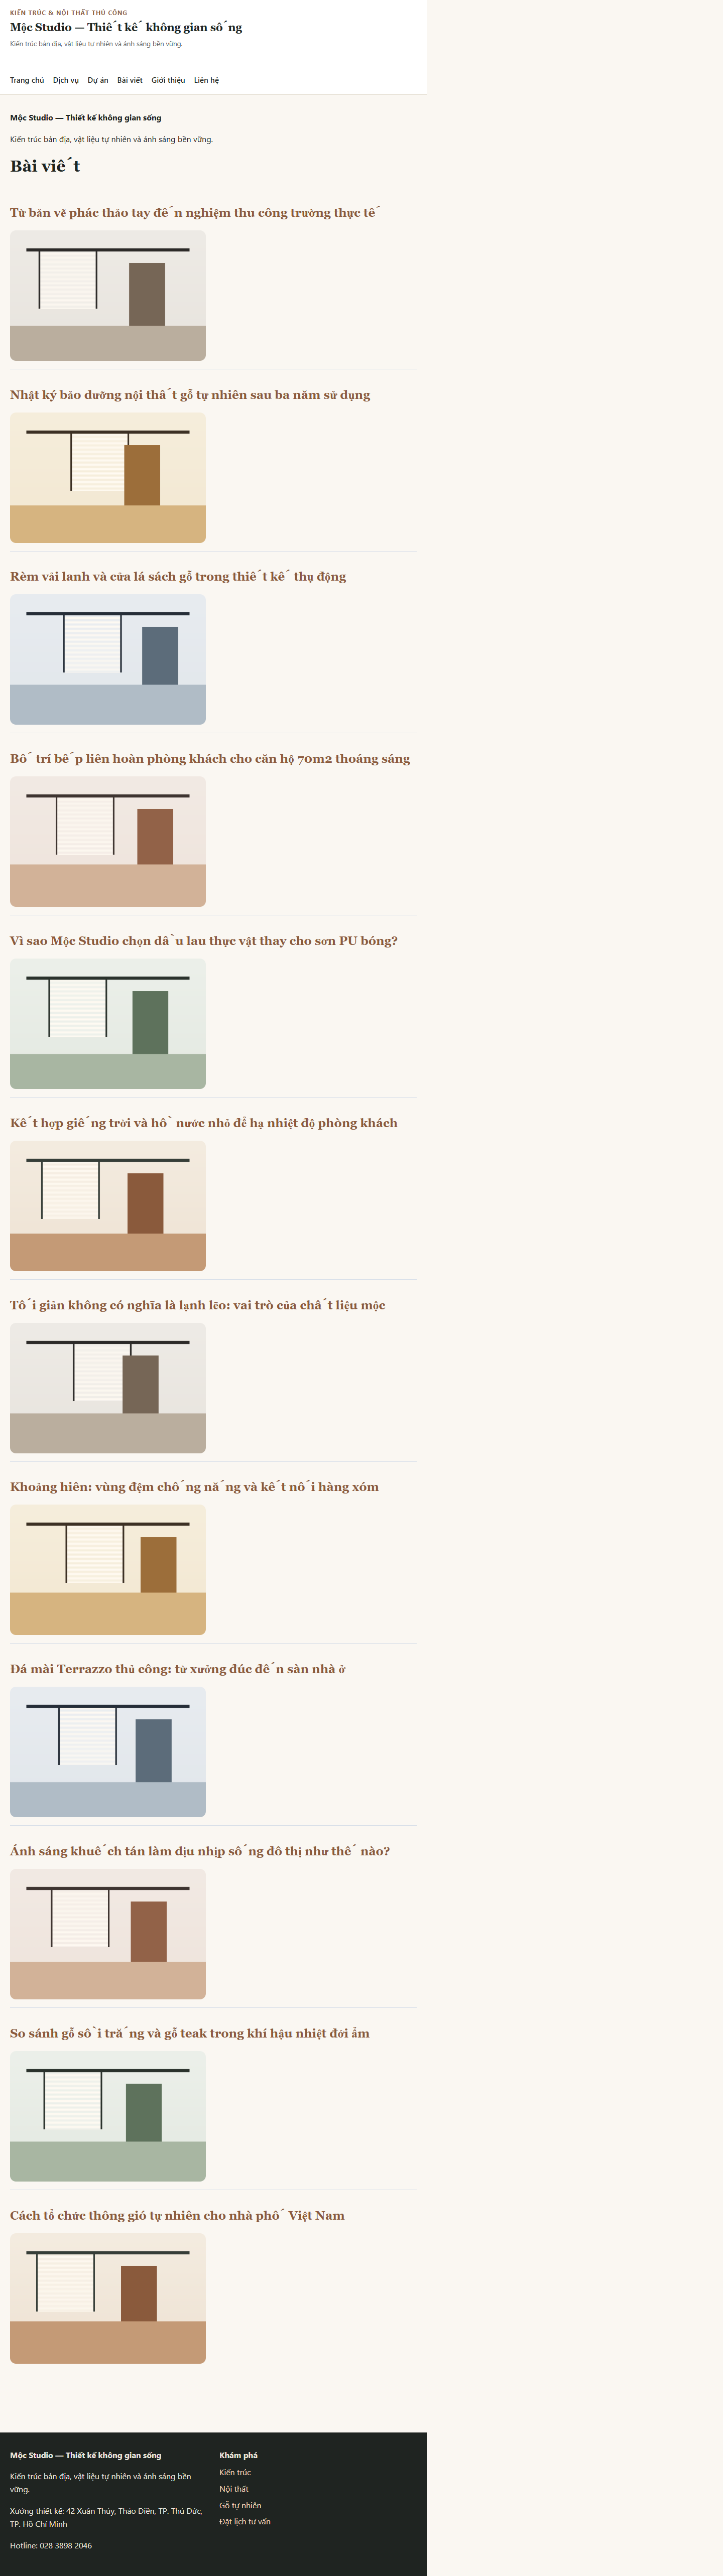 KIẾN TRÚC & NỘI THẤT THỦ CÔNG
Mộc Studio — Thiết kế không gian sống
Kiến trúc bản địa, vật liệu tự nhiên và ánh sáng bền vững.
Trang chủ Dịch vụ Dự án Bài viết Giới thiệu Liên hệ
Mộc Studio — Thiết kế không gian sống
Kiến trúc bản địa, vật liệu tự nhiên và ánh sáng bền vững.
Bài viết
Từ bản vẽ phác thảo tay đến nghiệm thu công trường thực tế
Nhật ký bảo dưỡng nội thất gỗ tự nhiên sau ba năm sử dụng
Rèm vải lanh và cửa lá sách gỗ trong thiết kế thụ động
Bố trí bếp liên hoàn phòng khách cho căn hộ 70m2 thoáng sáng
Vì sao Mộc Studio chọn dầu lau thực vật thay cho sơn PU bóng?
Kết hợp giếng trời và hồ nước nhỏ để hạ nhiệt độ phòng khách
Tối giản không có nghĩa là lạnh lẽo: vai trò của chất liệu mộc
Khoảng hiên: vùng đệm chống nắng và kết nối hàng xóm
Đá mài Terrazzo thủ công: từ xưởng đúc đến sàn nhà ở
Ánh sáng khuếch tán làm dịu nhịp sống đô thị như thế nào?
So sánh gỗ sồi trắng và gỗ teak trong khí hậu nhiệt đới ẩm
Cách tổ chức thông gió tự nhiên cho nhà phố Việt Nam
Mộc Studio — Thiết kế không gian sống
Kiến trúc bản địa, vật liệu tự nhiên và ánh sáng bền
vững.
Xưởng thiết kế: 42 Xuân Thủy, Thảo Điền, TP. Thủ Đức,
TP. Hồ Chí Minh
Hotline: 028 3898 2046
Khám phá
Kiến trúc
Nội thất
Gỗ tự nhiên
Đặt lịch tư vấn